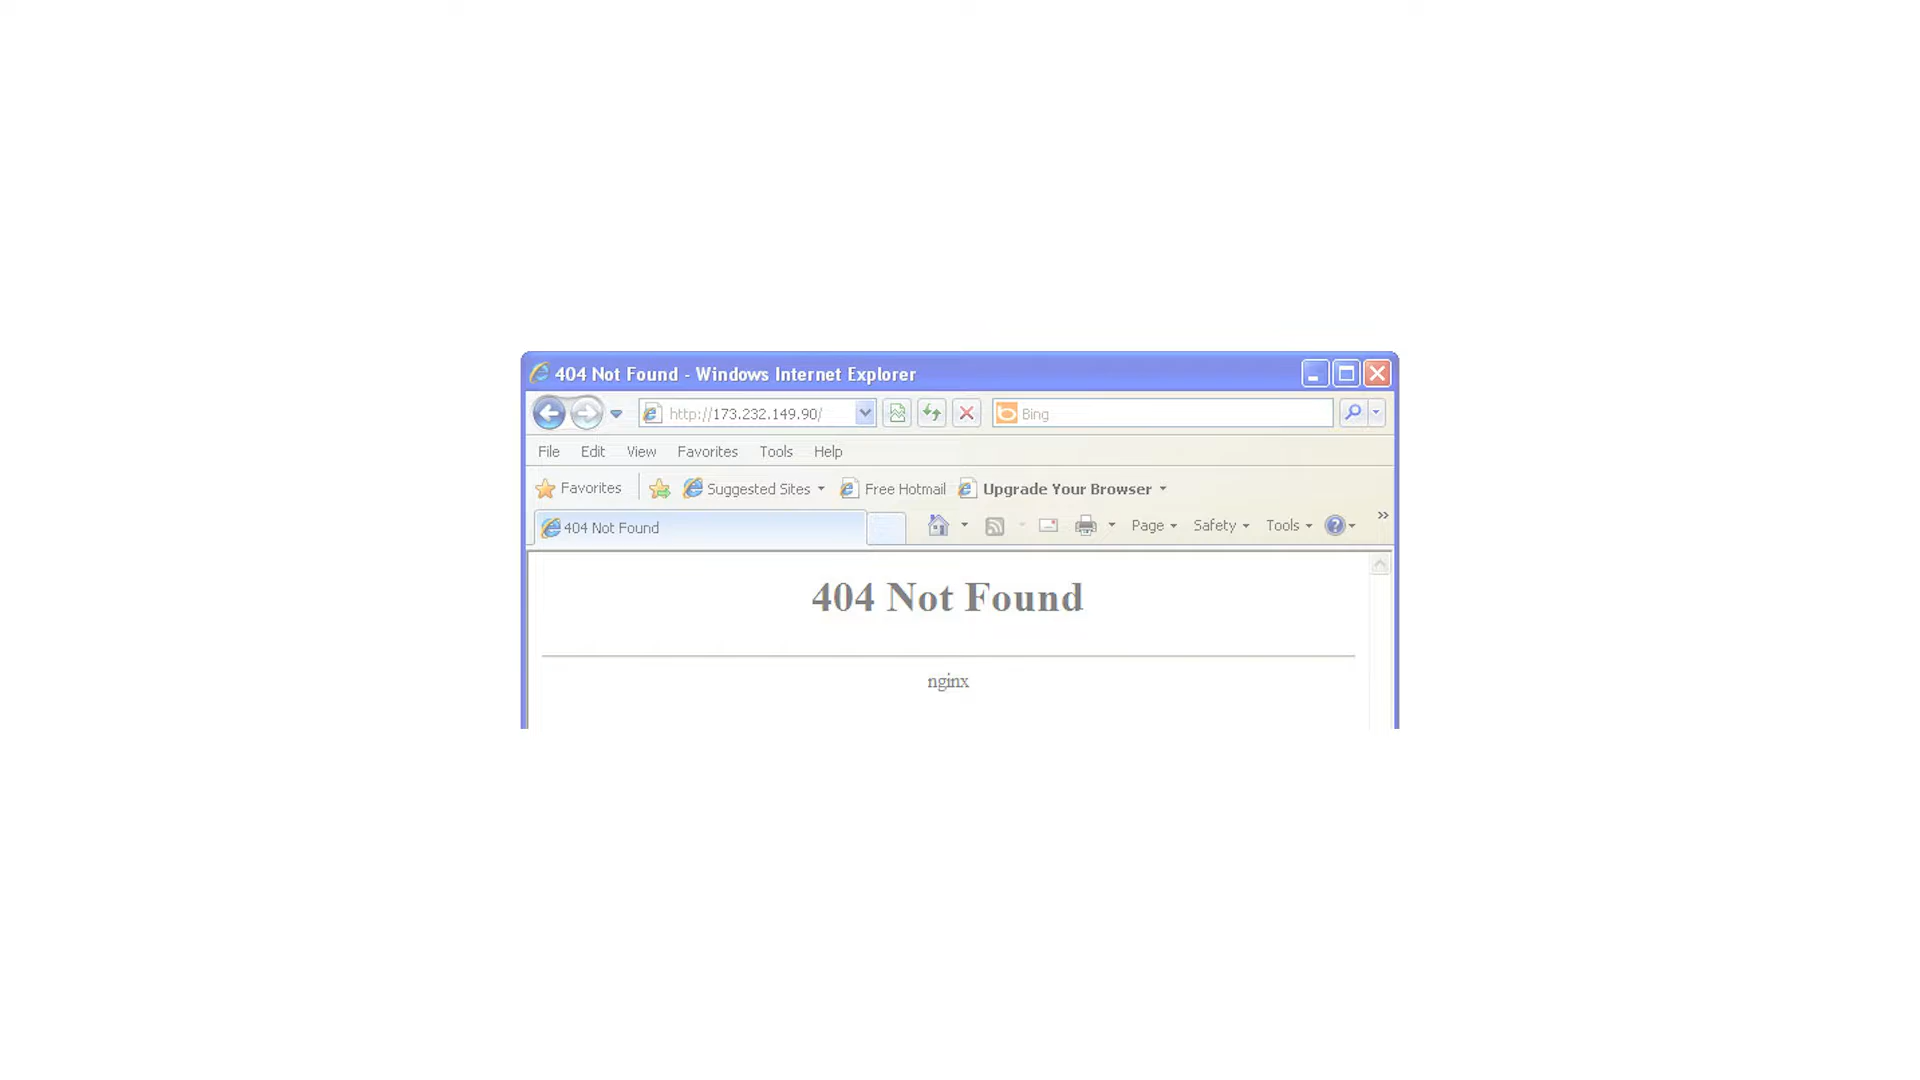 404 Not Found - Windows Internet Explorer
http://173.232.149.90/ Bing
File Edit View Favorites Tools Help
Favorites Suggested Sites Free Hotmail Upgrade Your Browser
404 Not Found Page Safety Tools
404 Not Found
nginx